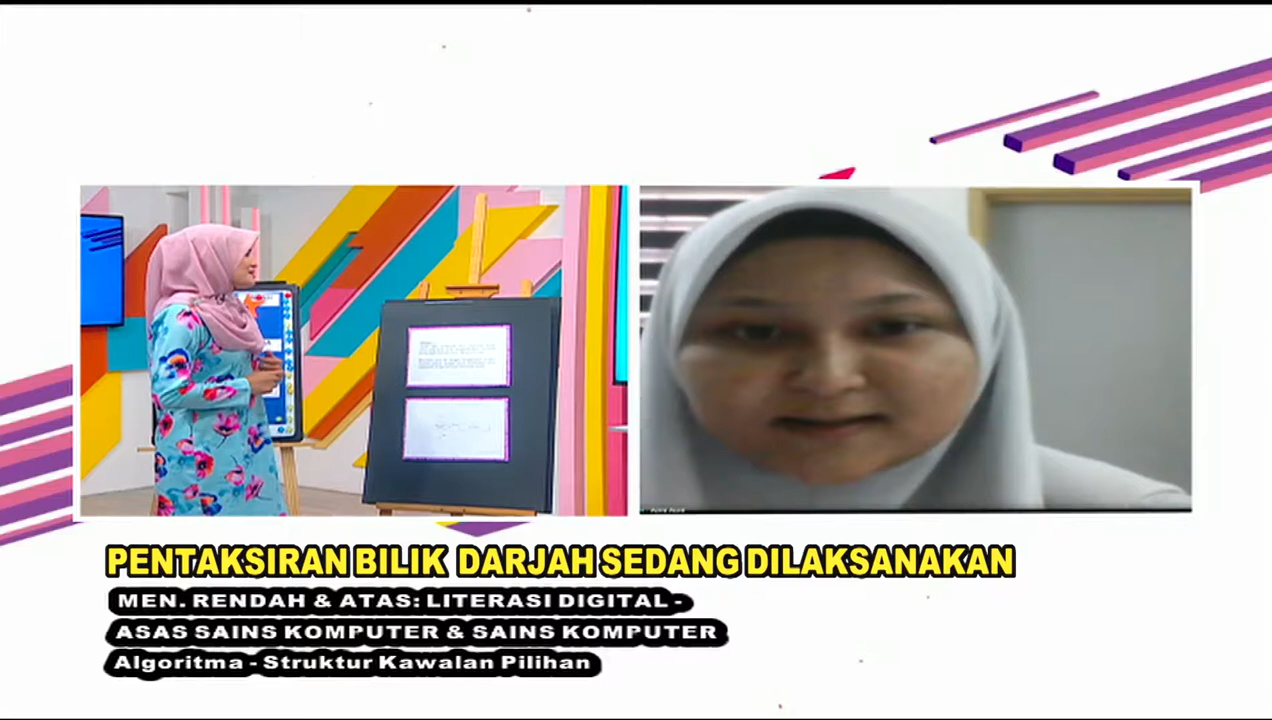 PENTAKSIRAN BILIK DARJAH SEDANG DILAKSANAKAN
MEN. RENDAH & ATAS: LITERASI DIGITAL -
ASAS SAINS KOMPUTER & SAINS KOMPUTER
Algoritma - Struktur Kawalan Pilihan